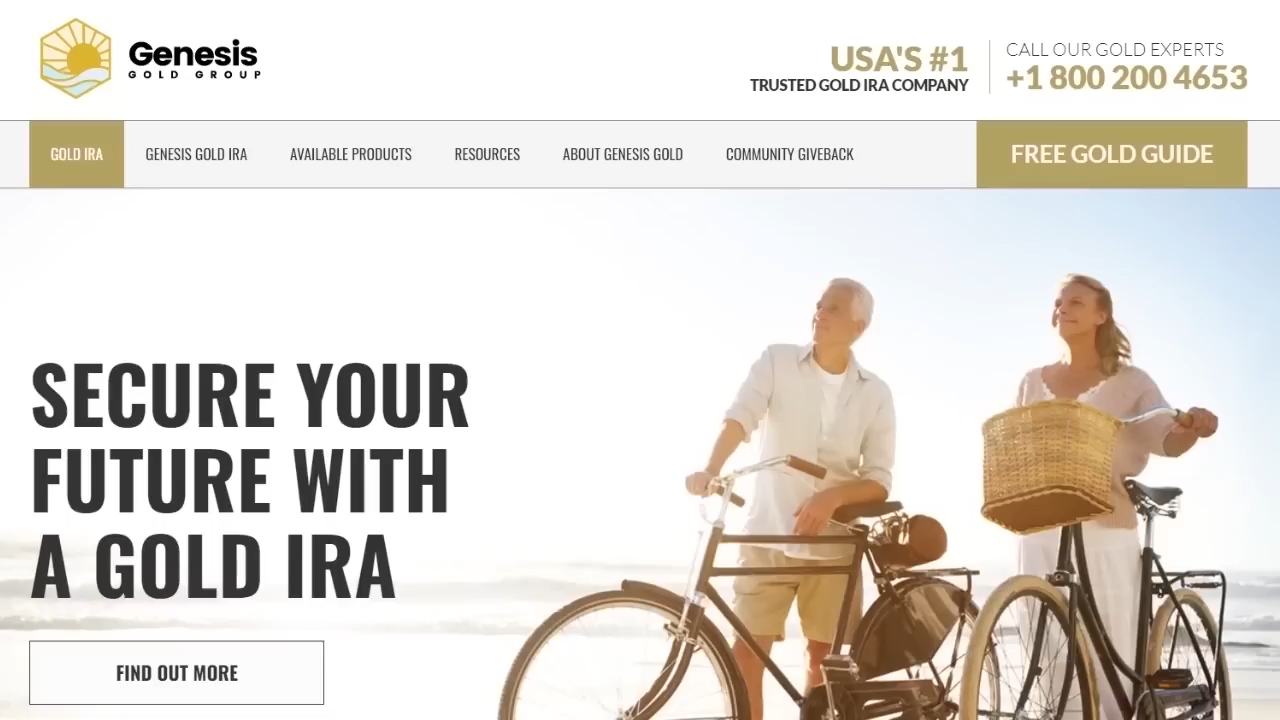 Genesis
GOLD GROUP
USA'S #1
TRUSTED GOLD IRA COMPANY
CALL OUR GOLD EXPERTS
+1 800 200 4653
GOLD IRA
GENESIS GOLD IRA
AVAILABLE PRODUCTS
RESOURCES
ABOUT GENESIS GOLD
COMMUNITY GIVEBACK
FREE GOLD GUIDE
SECURE YOUR
FUTURE WITH
A GOLD IRA
FIND OUT MORE